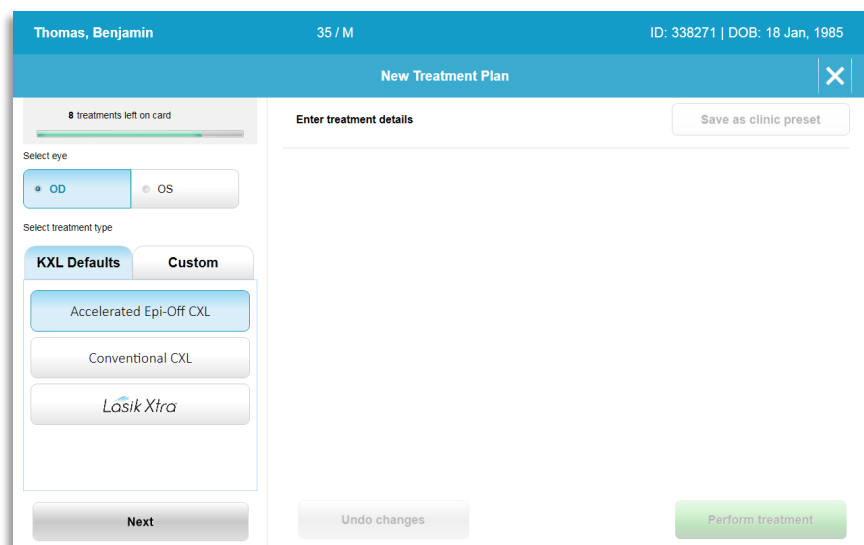 Thomas, Benjamin 35 / M ID: 338271 | DOB: 18 Jan, 1985
New Treatment Plan
8 treatments left on card
Enter treatment details
Save as clinic preset
Select eye
OD OS
Select treatment type
KXL Defaults Custom
Accelerated Epi-Off CXL
Conventional CXL
Lasik Xtra
Next
Undo changes
Perform treatment